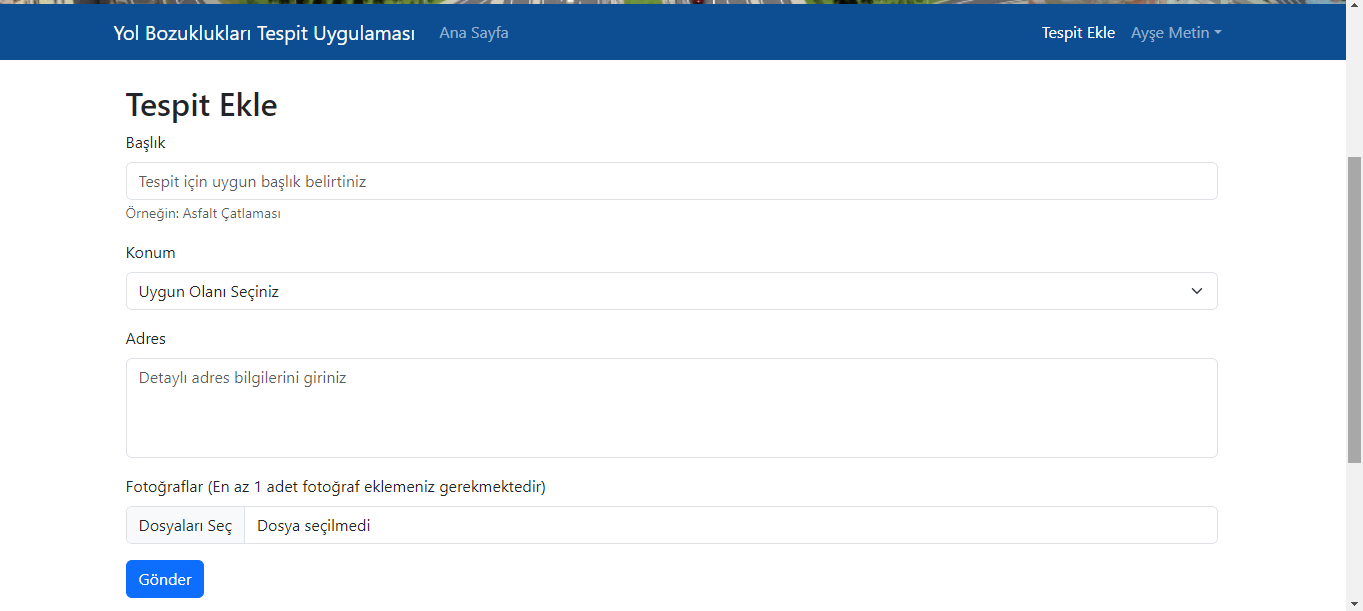 Yol Bozuklukları Tespit Uygulaması Ana Sayfa Tespit Ekle Ayşe Metin
Tespit Ekle
Başlık
Tespit için uygun başlık belirtiniz
Örneğin: Asfalt Çatlaması
Konum
Uygun Olanı Seçiniz
Adres
Detaylı adres bilgilerini giriniz
Fotoğraflar (En az 1 adet fotoğraf eklemeniz gerekmektedir)
Dosyaları Seç Dosya seçilmedi
Gönder